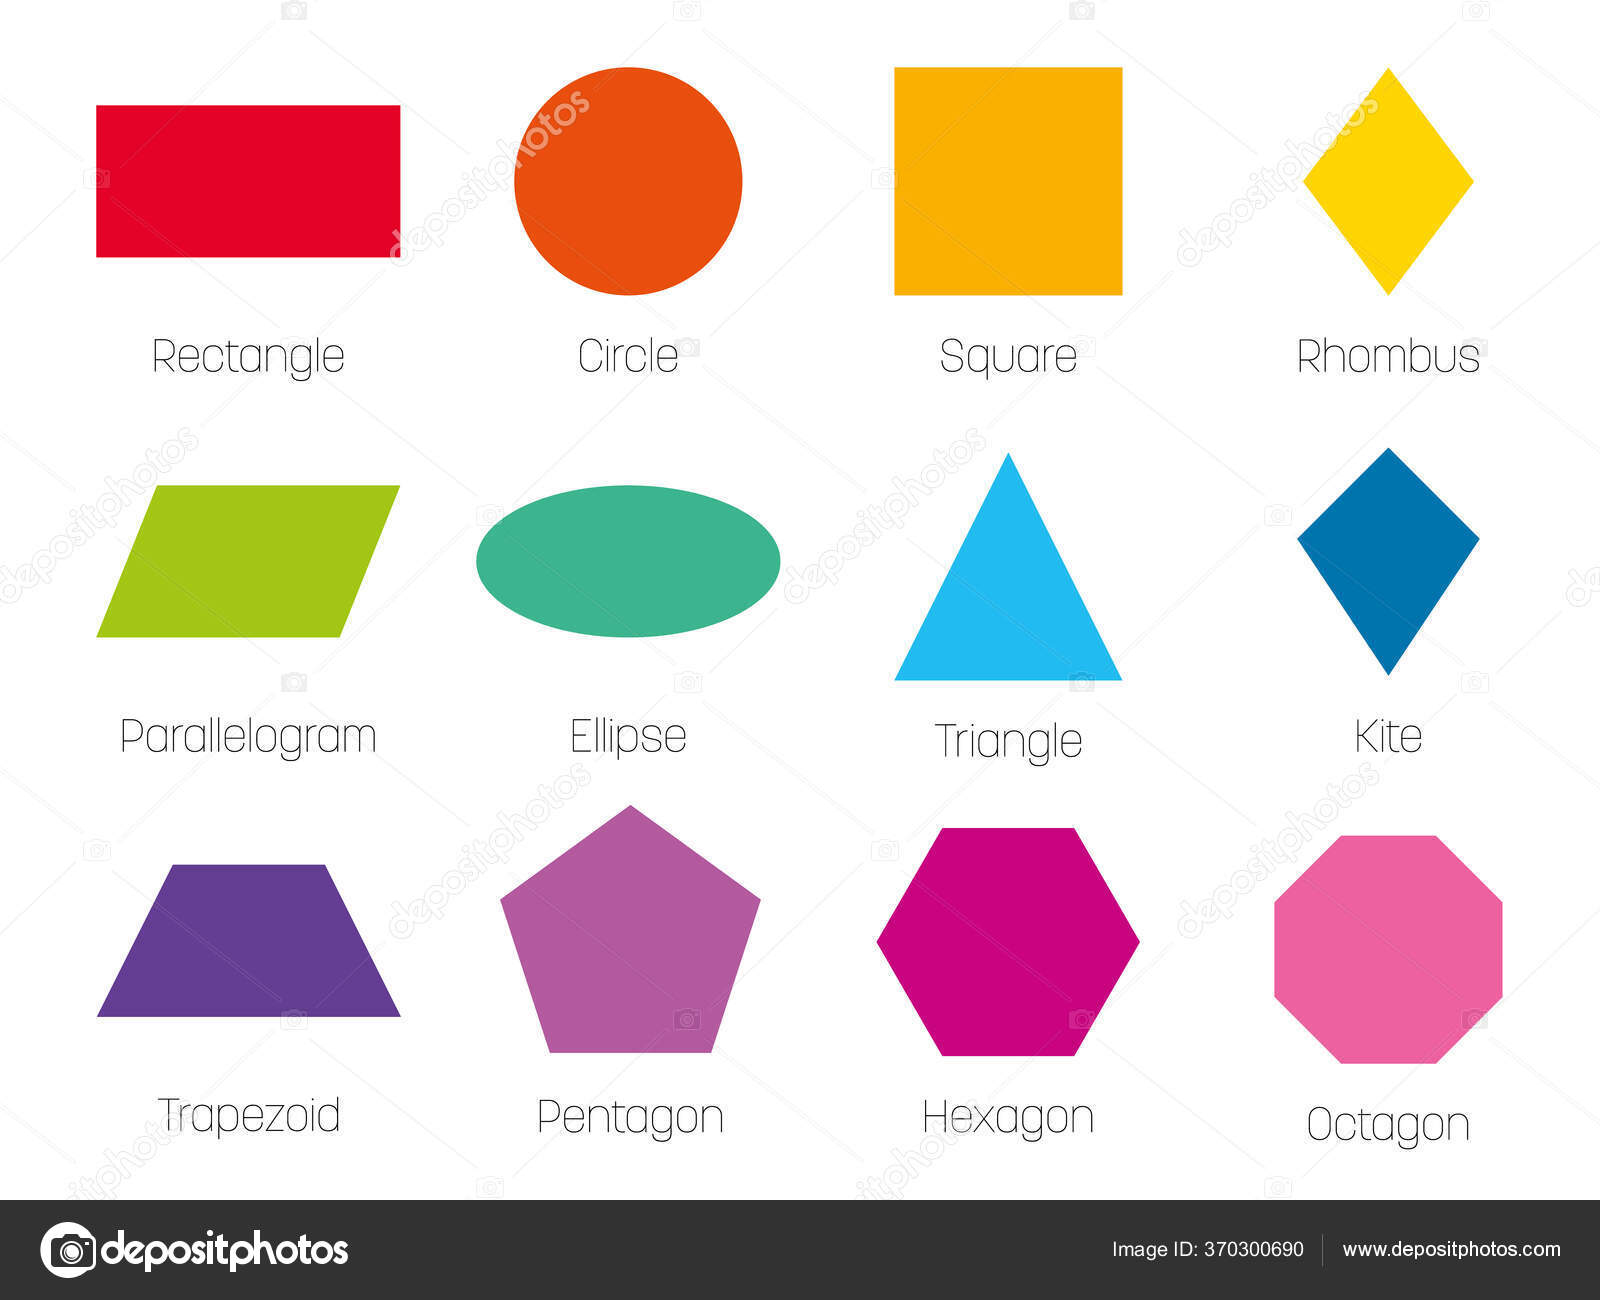 Rectangle Circle Square Rhombus
Parallelogram Ellipse Triangle Kite
Trapezoid Pentagon Hexagon Octagon
depositphotos Image ID: 370300690 www.depositphotos.com